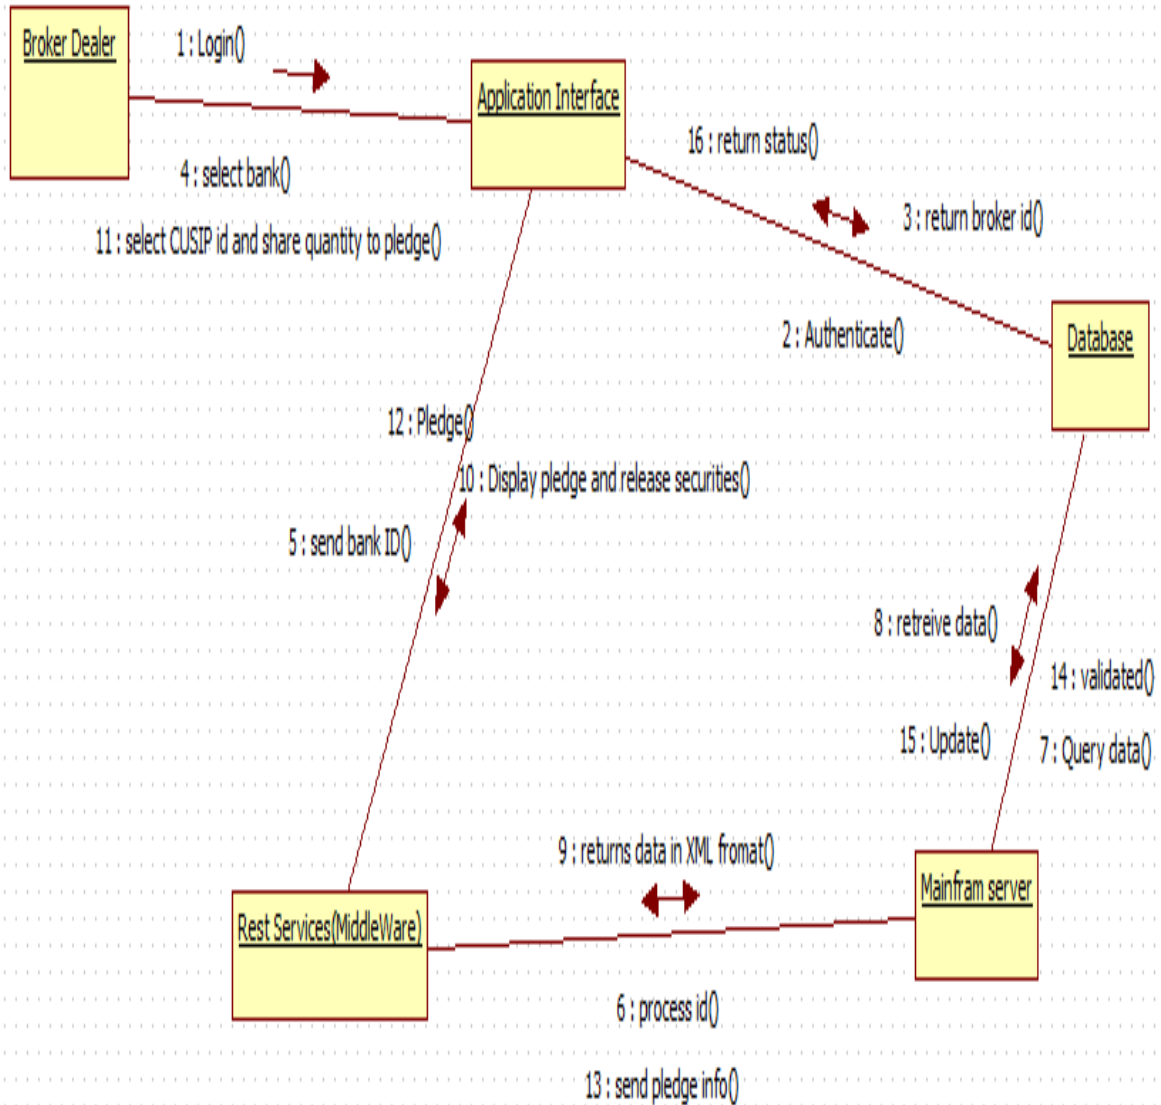 Broker Dealer
1 : Login()
Application Interface
16 : return status()
4 : select bank()
3 : return broker id()
11 : select CUSIP id and share quantity to pledge()
2 : Authenticate()
Database
12 : Pledge()
10 : Display pledge and release securities()
5 : send bank ID()
8 : retreive data()
14 : validated()
15 : Update()
7 : Query data()
9 : returns data in XML fromat()
Mainfram server
Rest Services(MiddleWare)
6 : process id()
13 : send pledge info()